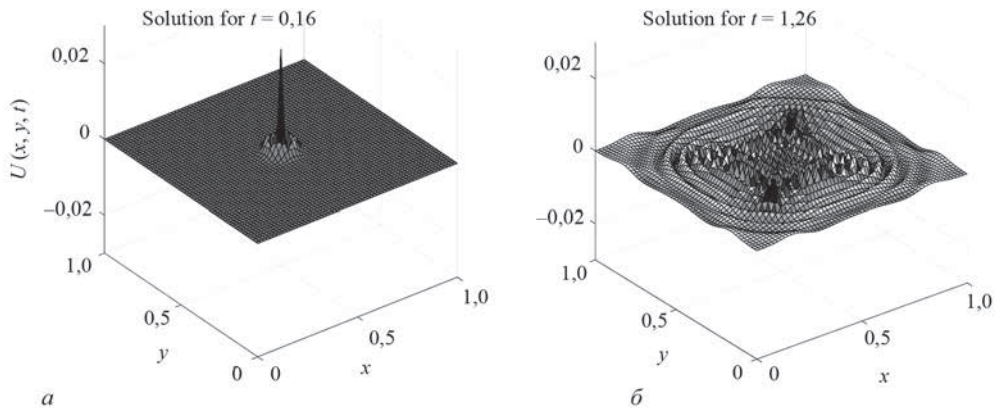 Solution for t = 0,16
0,02
0
–0,02
U (x, y, t)
1,0
0,5
0
y
0
0,5
1,0
x
а
Solution for t = 1,26
0,02
0
–0,02
1,0
0,5
0
y
0
0,5
1,0
x
б